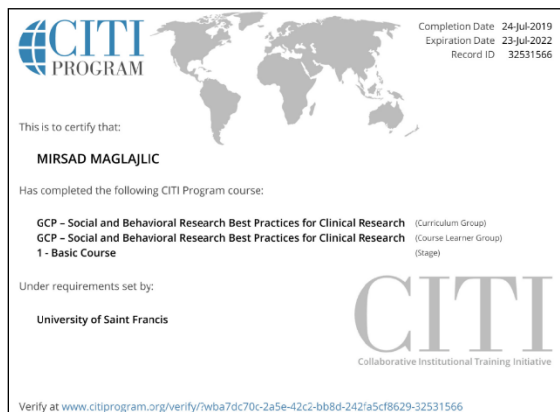 CITI
PROGRAM
Completion Date 24-Jul-2019
Expiration Date 23-Jul-2022
Record ID 32531566
This is to certify that:
MIRSAD MAGLAJLIC
Has completed the following CITI Program course:
GCP – Social and Behavioral Research Best Practices for Clinical Research (Curriculum Group)
GCP – Social and Behavioral Research Best Practices for Clinical Research (Course Learner Group)
1 - Basic Course (Stage)
Under requirements set by:
University of Saint Francis
CITI
Collaborative Institutional Training Initiative
Verify at www.citiprogram.org/verify/?wba7dc70c-2a5e-42c2-bb8d-242fa5cf8629-32531566